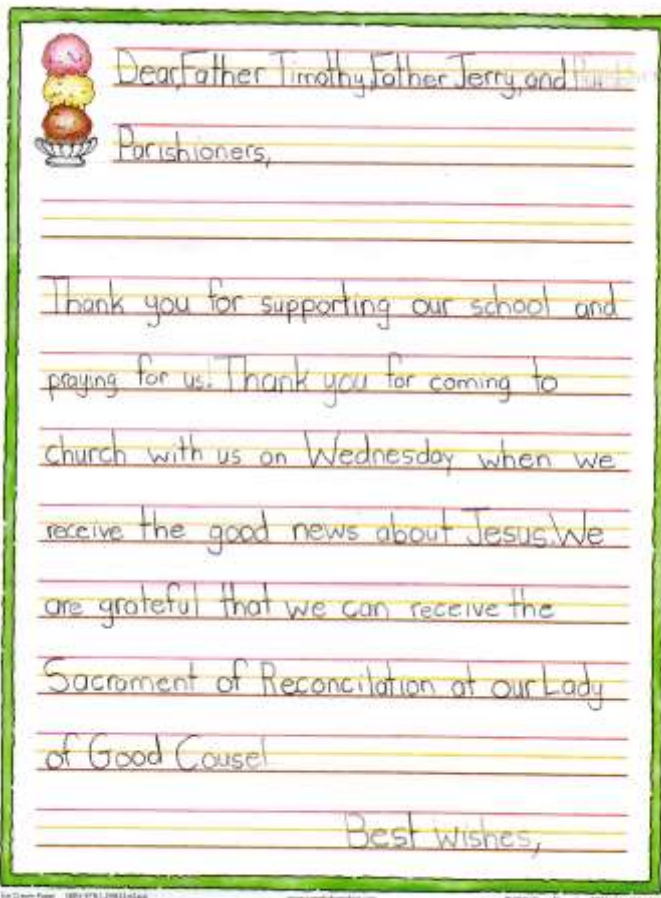 Dear,Father Timothy,Father Jerry,and
Parishioners,
Thank you for supporting our school and
praying for us! Thank you for coming to
church with us on Wednesday when we
receive the good news about Jesus.We
are grateful that we can receive the
Sacrament of Reconcilation at our Lady
of Good Cousel
Best wishes,